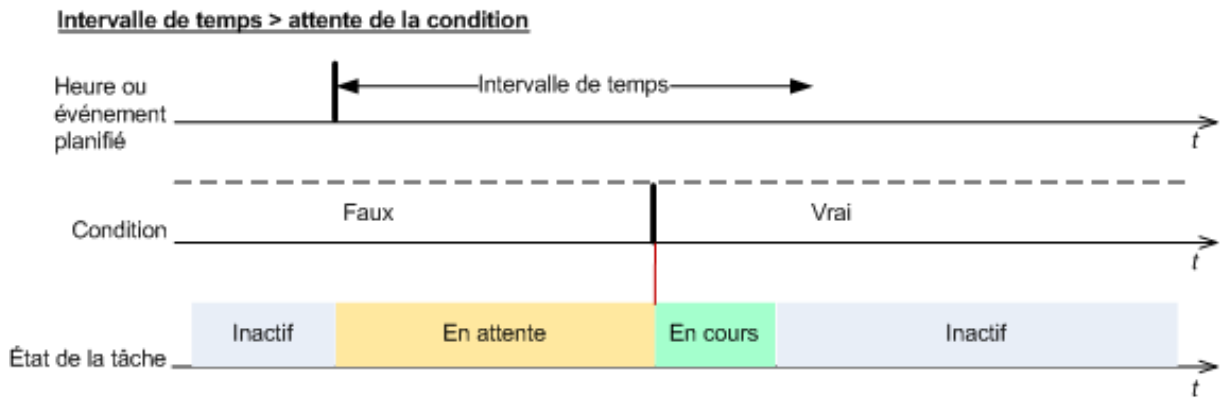 Intervalle de temps > attente de la condition
Heure ou
événement
planifié
Intervalle de temps
t
Condition
Faux
Vrai
t
État de la tâche
Inactif
En attente
En cours
Inactif
t